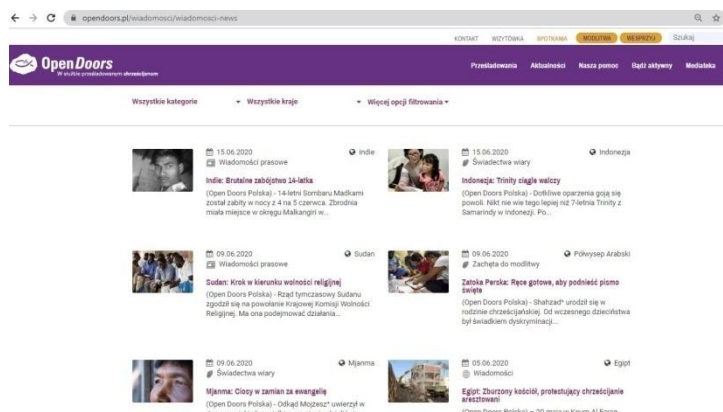 opendoors.pl/wiadomosci/wiadomosci-news
KONTAKT WIZYTÓWKA SPOTKANIA MODLITWA WESPRZYJ Szukaj
Open Doors
W służbie prześladowanym chrześcijanom
Prześladowania Aktualności Nasza pomoc Bądź aktywny Mediateka
Wszystkie kategorie Wszystkie kraje Więcej opcji filtrowania
15.06.2020 Indie
Wiadomości prasowe
Indie: Brutalne zabójstwo 14-latka
(Open Doors Polska) - 14-letni Sombaru Madkami
został zabity w nocy z 4 na 5 czerwca. Zbrodnia
miała miejsce w okręgu Malkangiri w...
15.06.2020 Indonezja
Świadectwa wiary
Indonezja: Trinity ciągle walczy
(Open Doors Polska) - Dotkliwe oparzenia goją się
powoli. Nikt nie wie tego lepiej niż 7-letnia Trinity z
Samarindy w Indonezji. Po...
09.06.2020 Sudan
Wiadomości prasowe
Sudan: Krok w kierunku wolności religijnej
(Open Doors Polska) - Rząd tymczasowy Sudanu
zgodził się na powołanie Krajowej Komisji Wolności
Religijnej. Ma ona podejmować działania...
09.06.2020 Półwysep Arabski
Zachęta do modlitwy
Zatoka Perska: Ręce gotowe, aby podnieść pismo
święte
(Open Doors Polska) - Shahzad* urodził się w
rodzinie chrześcijańskiej. Od wczesnego dzieciństwa
był świadkiem dyskryminacji...
09.06.2020 Mjanma
Świadectwa wiary
Mjanma: Ciosy w zamian za ewangelię
(Open Doors Polska) - Odkąd Mojżesz* uwierzył w
05.06.2020 Egipt
Wiadomości
Egipt: Zburzony kościół, protestujący chrześcijanie
aresztowani
(Open Doors Polska) – 20 maja w Koum Al Farag